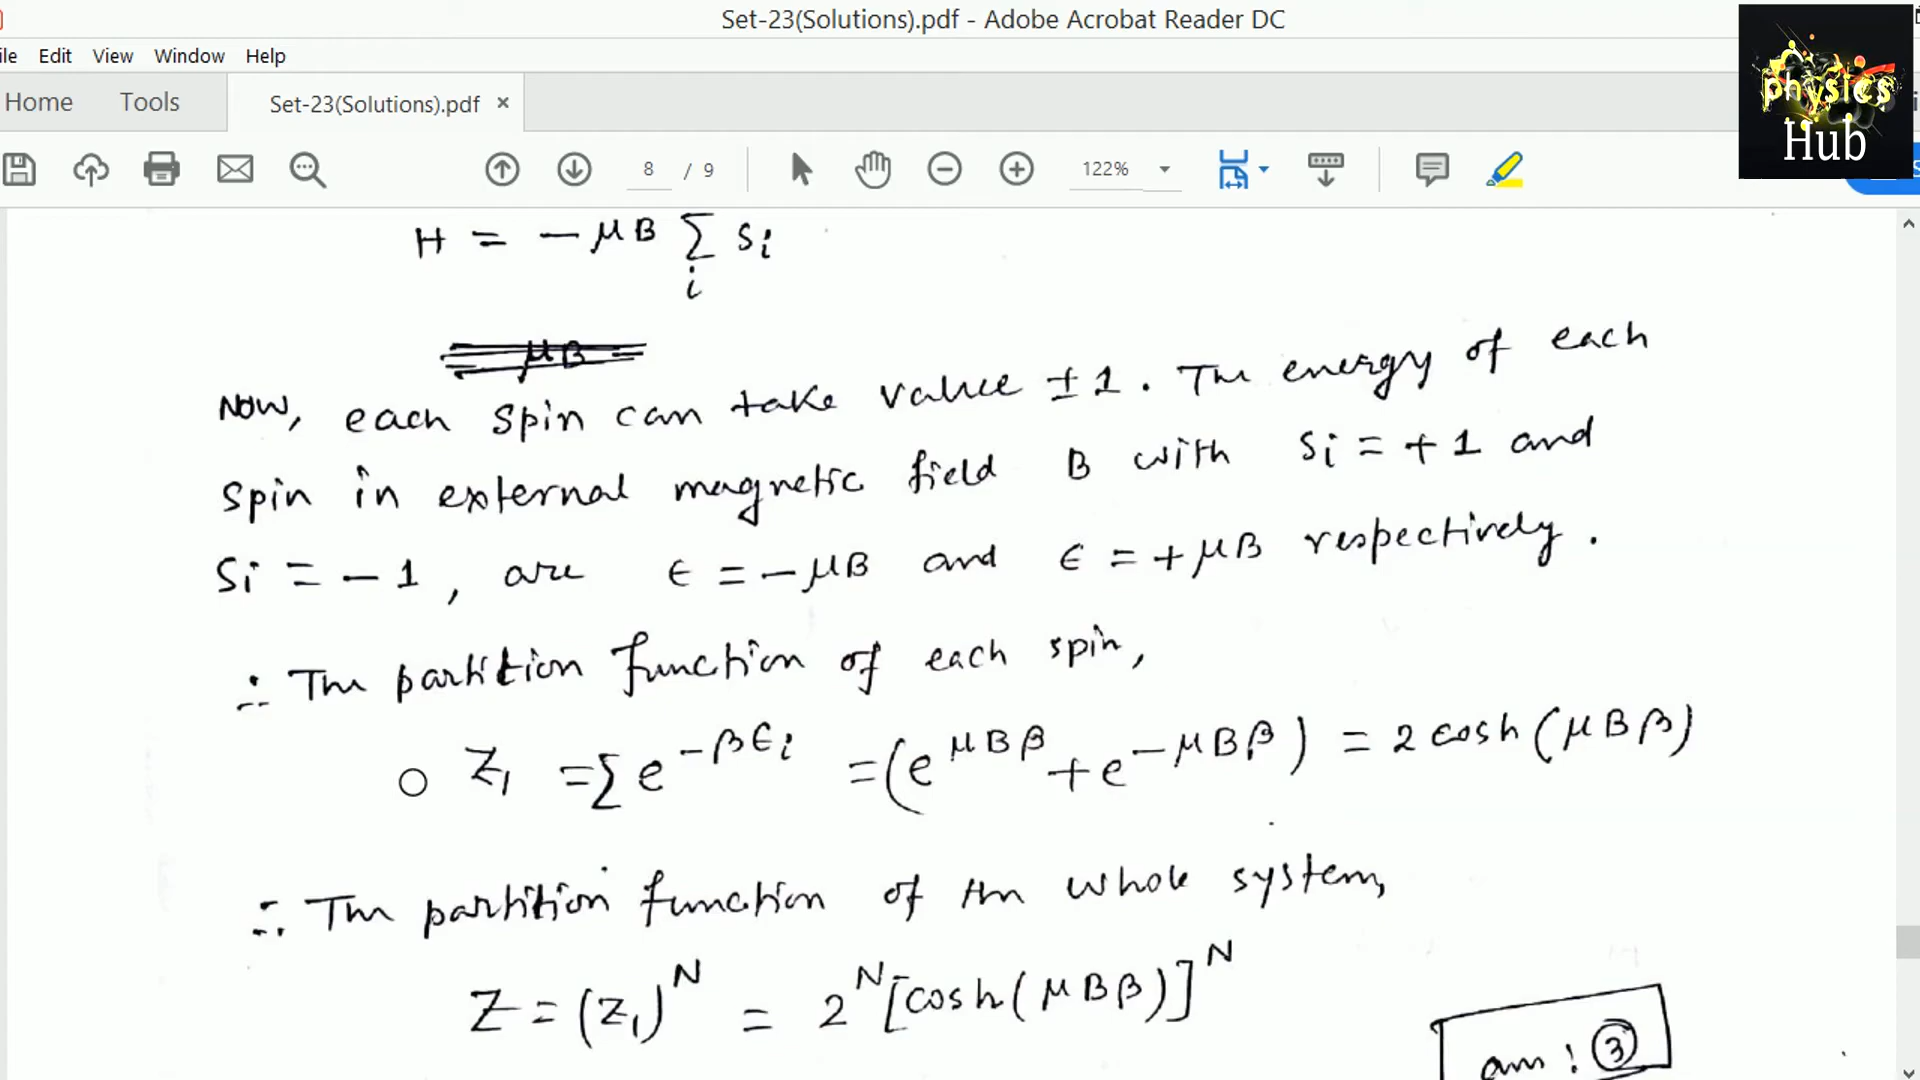 Set-23(Solutions).pdf - Adobe Acrobat Reader DC
ile Edit View Window Help
Home Tools Set-23(Solutions).pdf ×
physics
Hub
8 / 9 122%
H = - μB ∑ Si
i
μB
Now, each spin can take value ±1. The energy of each
spin in external magnetic field B with Si = +1 and
Si = -1, are ϵ = -μB and ϵ = +μB respectively.
∴ The partition function of each spin,
Z₁ = ∑ e^{-βϵi} = (e^{μBβ} + e^{-μBβ}) = 2 cosh (μBβ)
∴ The partition function of the whole system,
Z = (Z₁)^N = 2^N [cosh(μBβ)]^N
ans: ③